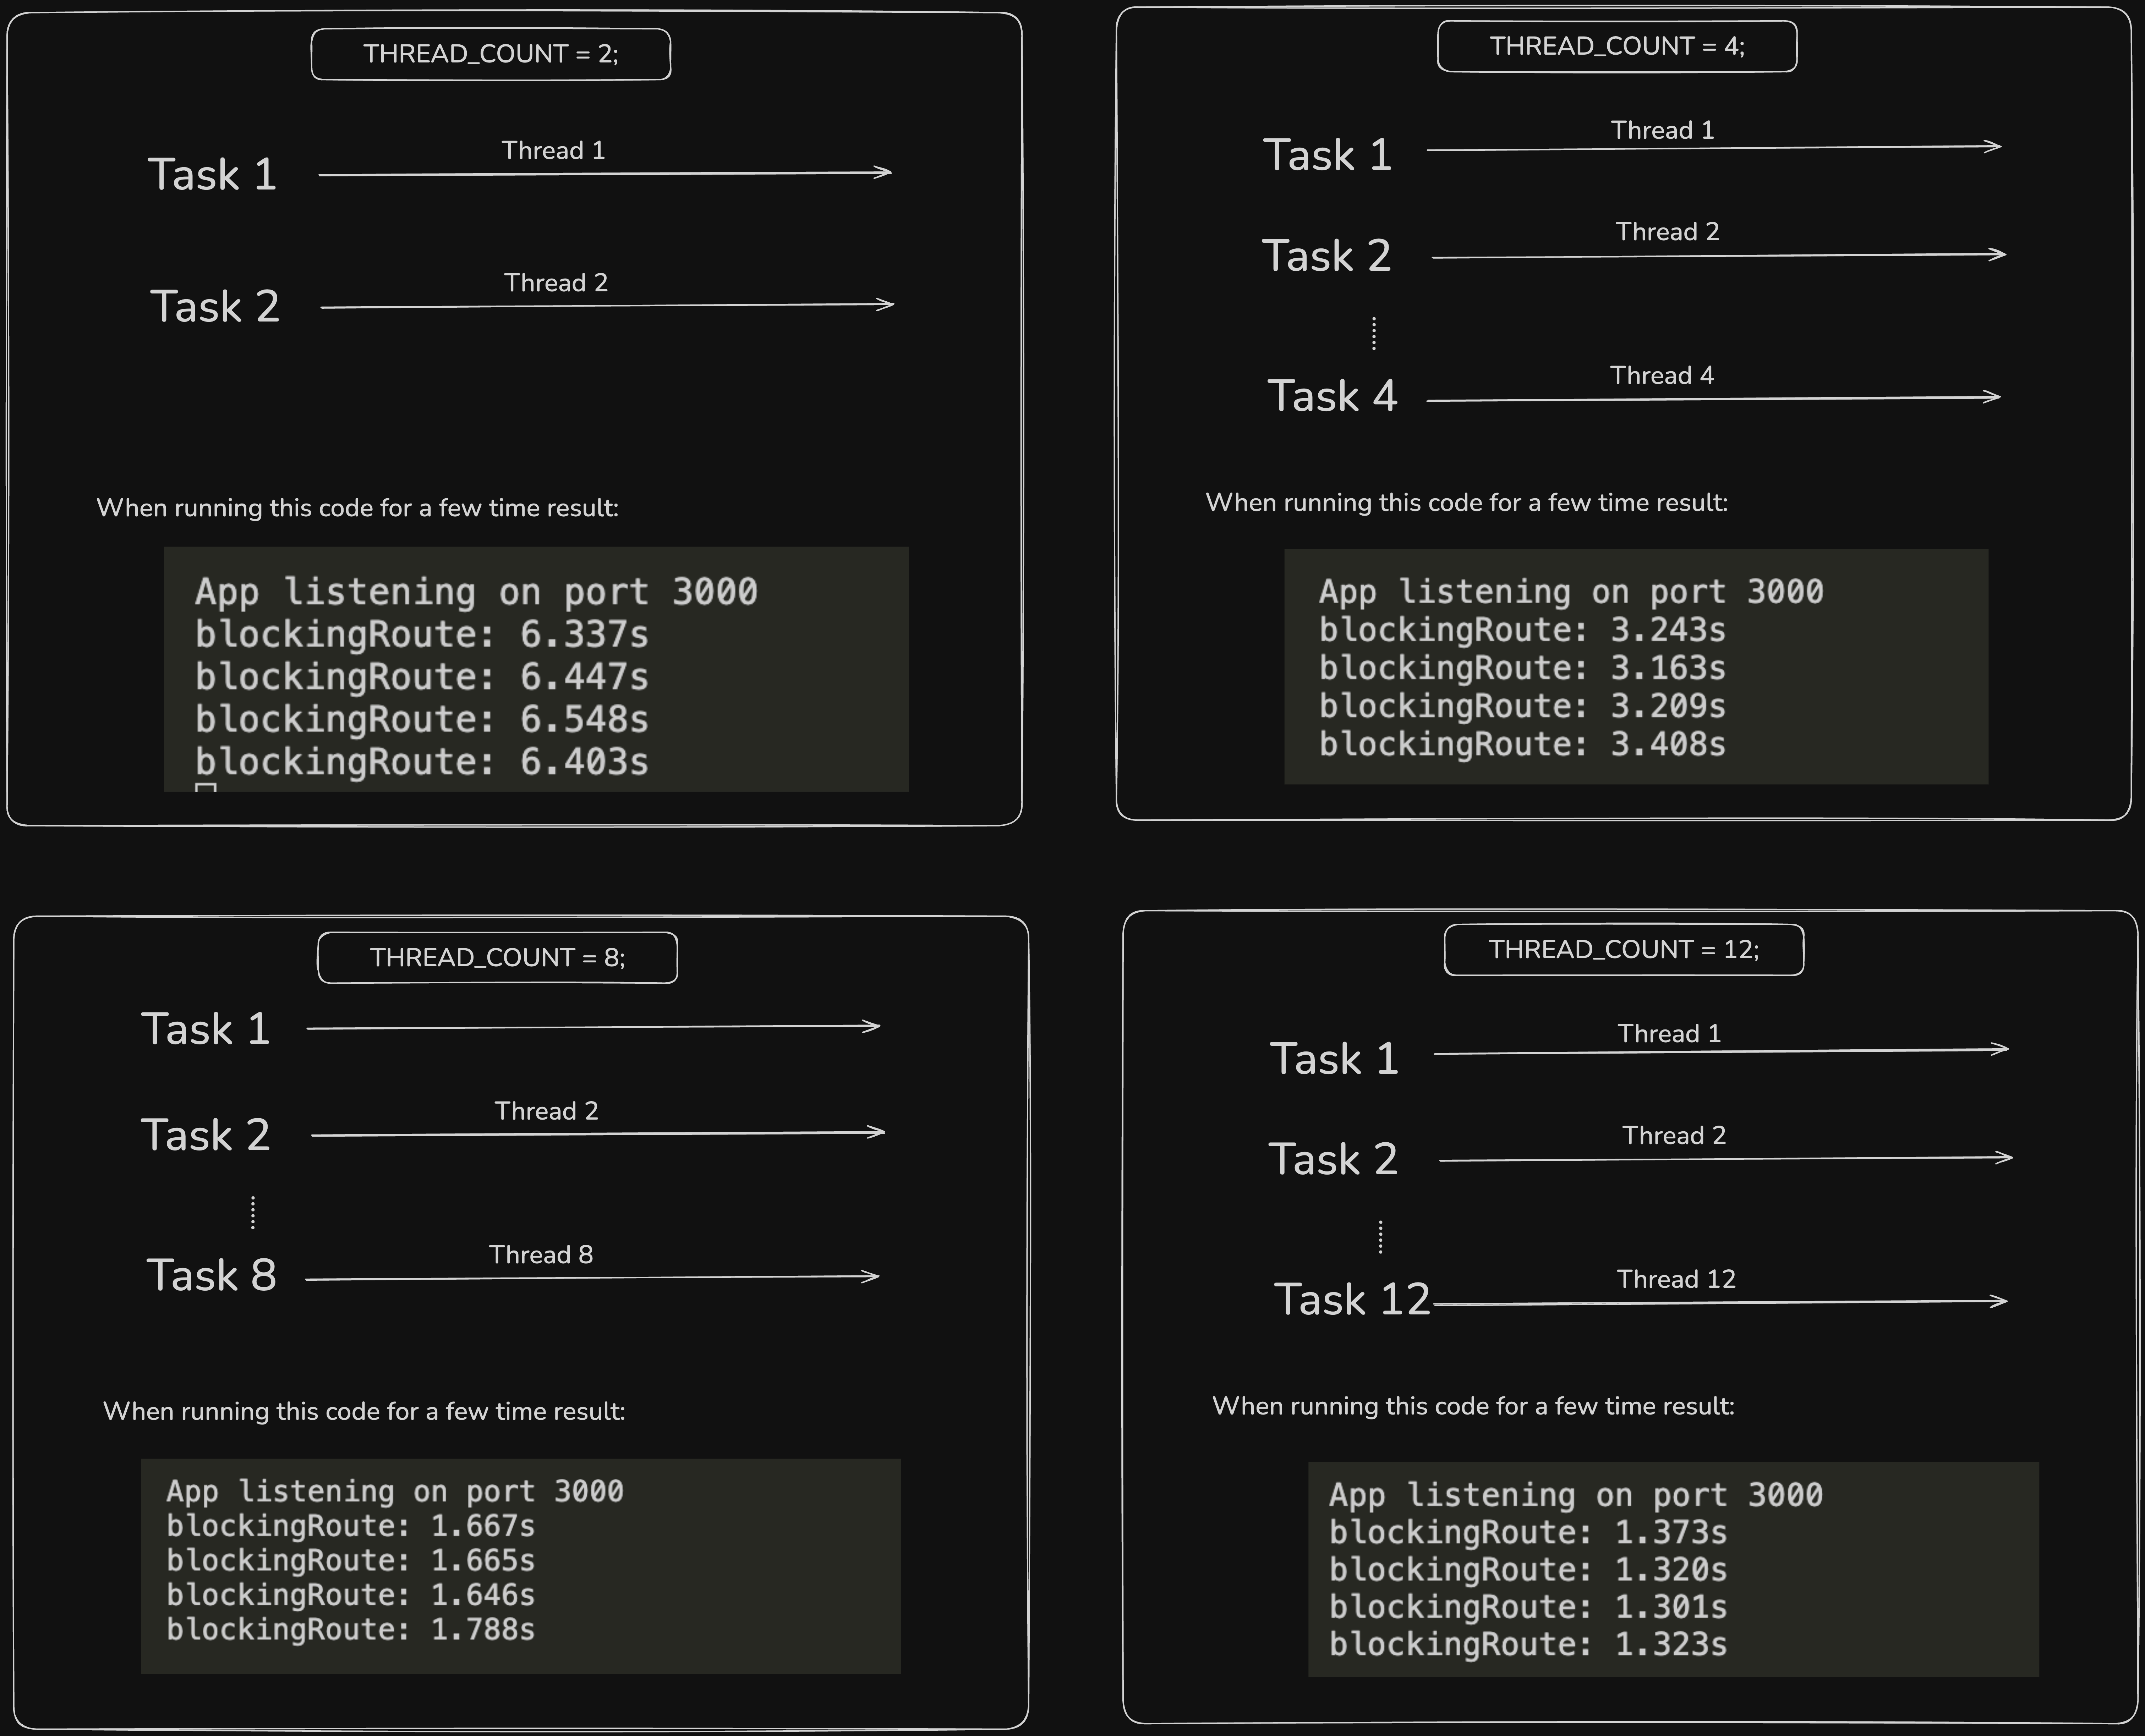 THREAD_COUNT = 2;
Task 1
Thread 1
Task 2
Thread 2
When running this code for a few time result:
App listening on port 3000
blockingRoute: 6.337s
blockingRoute: 6.447s
blockingRoute: 6.548s
blockingRoute: 6.403s
THREAD_COUNT = 4;
Task 1
Thread 1
Task 2
Thread 2
Task 4
Thread 4
When running this code for a few time result:
App listening on port 3000
blockingRoute: 3.243s
blockingRoute: 3.163s
blockingRoute: 3.209s
blockingRoute: 3.408s
THREAD_COUNT = 8;
Task 1
Task 2
Thread 2
Task 8
Thread 8
When running this code for a few time result:
App listening on port 3000
blockingRoute: 1.667s
blockingRoute: 1.665s
blockingRoute: 1.646s
blockingRoute: 1.788s
THREAD_COUNT = 12;
Task 1
Thread 1
Task 2
Thread 2
Task 12
Thread 12
When running this code for a few time result:
App listening on port 3000
blockingRoute: 1.373s
blockingRoute: 1.320s
blockingRoute: 1.301s
blockingRoute: 1.323s